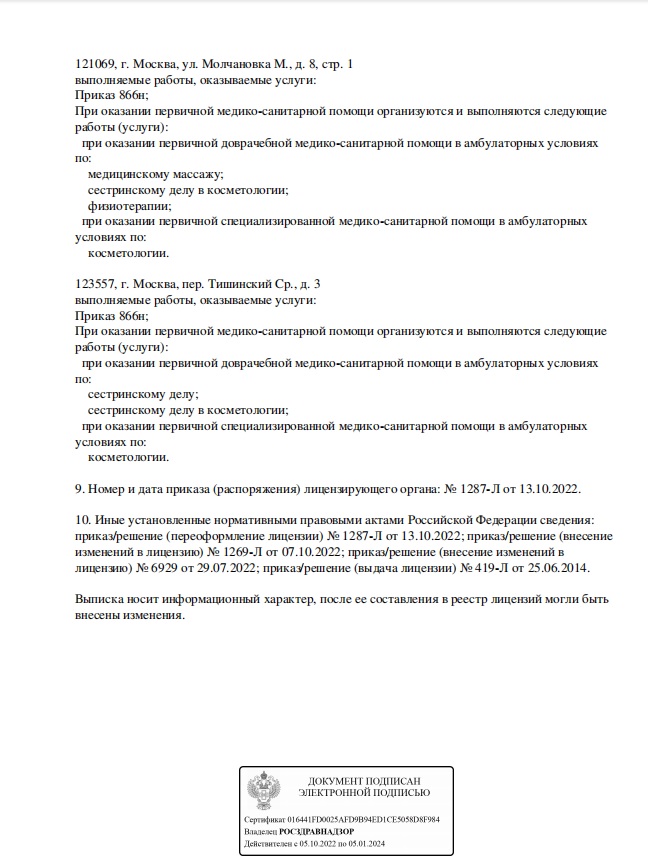 121069, г. Москва, ул. Молчановка М., д. 8, стр. 1
выполняемые работы, оказываемые услуги:
Приказ 866н;
При оказании первичной медико-санитарной помощи организуются и выполняются следующие
работы (услуги):
при оказании первичной доврачебной медико-санитарной помощи в амбулаторных условиях
по:
медицинскому массажу;
сестринскому делу в косметологии;
физиотерапии;
при оказании первичной специализированной медико-санитарной помощи в амбулаторных
условиях по:
косметологии.
123557, г. Москва, пер. Тишинский Ср., д. 3
выполняемые работы, оказываемые услуги:
Приказ 866н;
При оказании первичной медико-санитарной помощи организуются и выполняются следующие
работы (услуги):
при оказании первичной доврачебной медико-санитарной помощи в амбулаторных условиях
по:
сестринскому делу;
сестринскому делу в косметологии;
при оказании первичной специализированной медико-санитарной помощи в амбулаторных
условиях по:
косметологии.
9. Номер и дата приказа (распоряжения) лицензирующего органа: № 1287-Л от 13.10.2022.
10. Иные установленные нормативными правовыми актами Российской Федерации сведения:
приказ/решение (переоформление лицензии) № 1287-Л от 13.10.2022; приказ/решение (внесение
изменений в лицензию) № 1269-Л от 07.10.2022; приказ/решение (внесение изменений в
лицензию) № 6929 от 29.07.2022; приказ/решение (выдача лицензии) № 419-Л от 25.06.2014.
Выписка носит информационный характер, после ее составления в реестр лицензий могли быть
внесены изменения.
ДОКУМЕНТ ПОДПИСАН
ЭЛЕКТРОННОЙ ПОДПИСЬЮ
Сертификат 016441FD0025AFD9B94ED1CE5058D8F984
Владелец РОСЗДРАВНАДЗОР
Действителен с 05.10.2022 по 05.01.2024